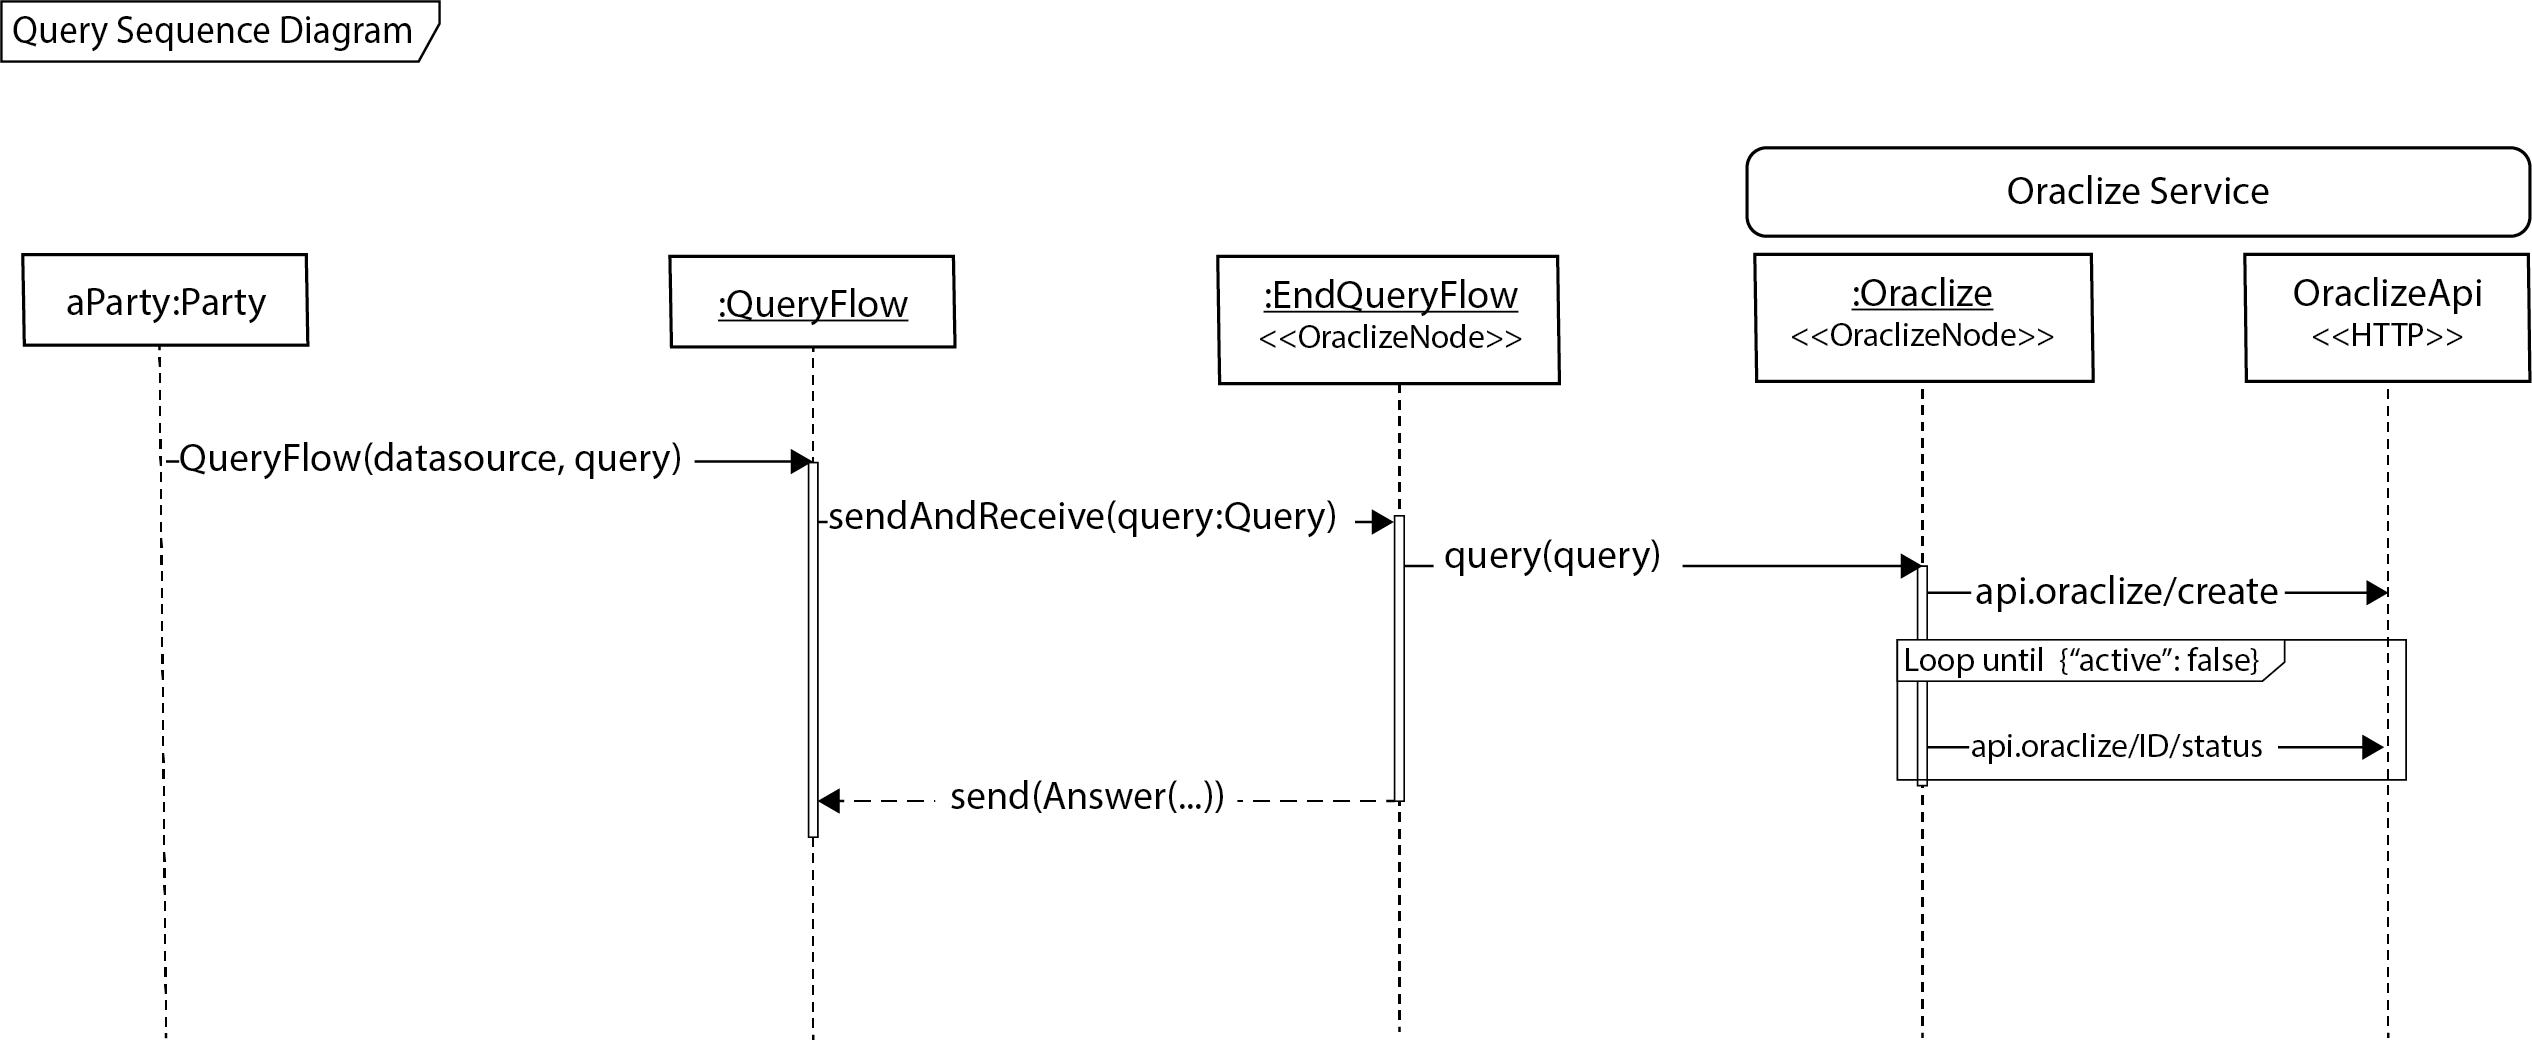 Query Sequence Diagram
Oraclize Service
aParty:Party
:QueryFlow
:EndQueryFlow
<<OraclizeNode>>
:Oraclize
<<OraclizeNode>>
OraclizeApi
<<HTTP>>
QueryFlow(datasource, query)
sendAndReceive(query:Query)
query(query)
api.oraclize/create
Loop until {“active”: false}
api.oraclize/ID/status
send(Answer(...))